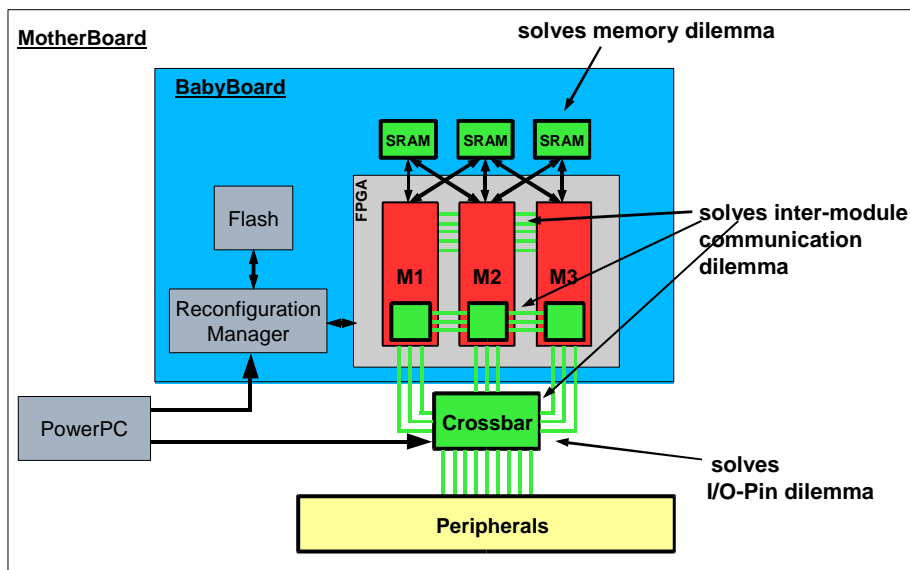 solves memory dilemma
MotherBoard
BabyBoard
SRAM
SRAM
SRAM
FPGA
Flash
solves inter-module
communication
dilemma
M1
M2
M3
Reconfiguration
Manager
PowerPC
Crossbar
solves
I/O-Pin dilemma
Peripherals